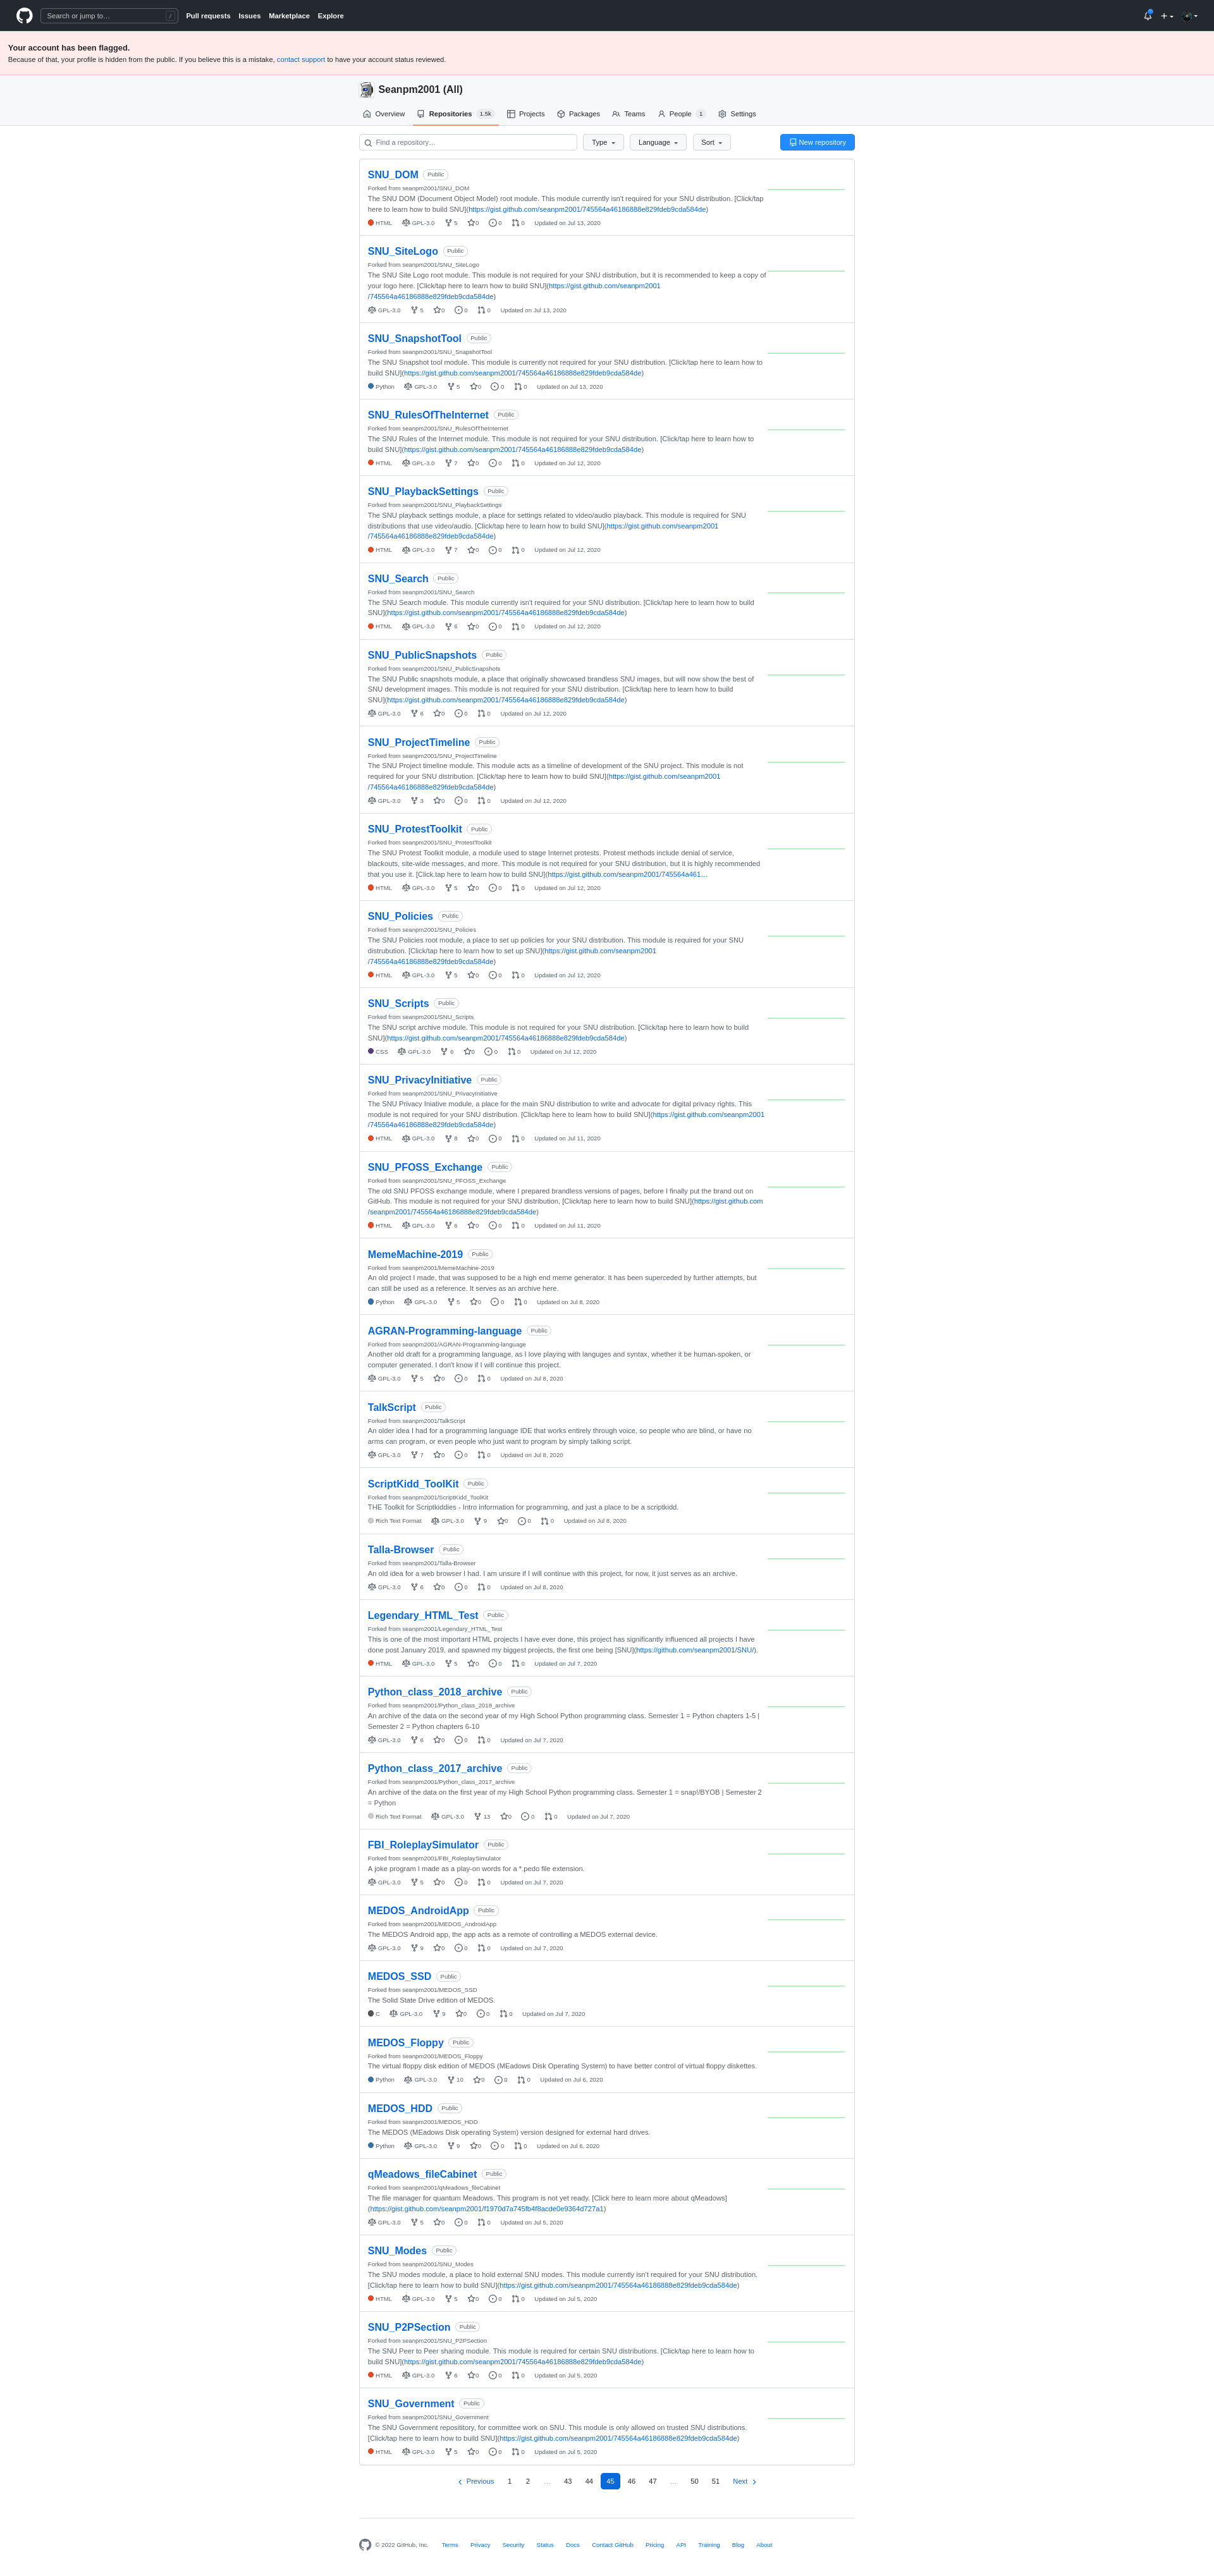 Search or jump to… /
Pull requests Issues Marketplace Explore
Your account has been flagged.
Because of that, your profile is hidden from the public. If you believe this is a mistake, contact support to have your account status reviewed.
Seanpm2001 (All)
Overview Repositories 1.5k Projects Packages Teams People 1 Settings
Find a repository… Type Language Sort New repository
SNU_DOM Public
Forked from seanpm2001/SNU_DOM
The SNU DOM (Document Object Model) root module. This module currently isn't required for your SNU distribution. [Click/tap
here to learn how to build SNU](https://gist.github.com/seanpm2001/745564a46186888e829fdeb9cda584de)
HTML GPL-3.0 5 0 0 0 Updated on Jul 13, 2020
SNU_SiteLogo Public
Forked from seanpm2001/SNU_SiteLogo
The SNU Site Logo root module. This module is not required for your SNU distribution, but it is recommended to keep a copy of
your logo here. [Click/tap here to learn how to build SNU](https://gist.github.com/seanpm2001
/745564a46186888e829fdeb9cda584de)
GPL-3.0 5 0 0 0 Updated on Jul 13, 2020
SNU_SnapshotTool Public
Forked from seanpm2001/SNU_SnapshotTool
The SNU Snapshot tool module. This module is currently not required for your SNU distribution. [Click/tap here to learn how to
build SNU](https://gist.github.com/seanpm2001/745564a46186888e829fdeb9cda584de)
Python GPL-3.0 5 0 0 0 Updated on Jul 13, 2020
SNU_RulesOfTheInternet Public
Forked from seanpm2001/SNU_RulesOfTheInternet
The SNU Rules of the Internet module. This module is not required for your SNU distribution. [Click/tap here to learn how to
build SNU](https://gist.github.com/seanpm2001/745564a46186888e829fdeb9cda584de)
HTML GPL-3.0 7 0 0 0 Updated on Jul 12, 2020
SNU_PlaybackSettings Public
Forked from seanpm2001/SNU_PlaybackSettings
The SNU playback settings module, a place for settings related to video/audio playback. This module is required for SNU
distributions that use video/audio. [Click/tap here to learn how to build SNU](https://gist.github.com/seanpm2001
/745564a46186888e829fdeb9cda584de)
HTML GPL-3.0 7 0 0 0 Updated on Jul 12, 2020
SNU_Search Public
Forked from seanpm2001/SNU_Search
The SNU Search module. This module currently isn't required for your SNU distribution. [Click/tap here to learn how to build
SNU](https://gist.github.com/seanpm2001/745564a46186888e829fdeb9cda584de)
HTML GPL-3.0 6 0 0 0 Updated on Jul 12, 2020
SNU_PublicSnapshots Public
Forked from seanpm2001/SNU_PublicSnapshots
The SNU Public snapshots module, a place that originally showcased brandless SNU images, but will now show the best of
SNU development images. This module is not required for your SNU distribution. [Click/tap here to learn how to build
SNU](https://gist.github.com/seanpm2001/745564a46186888e829fdeb9cda584de)
GPL-3.0 6 0 0 0 Updated on Jul 12, 2020
SNU_ProjectTimeline Public
Forked from seanpm2001/SNU_ProjectTimeline
The SNU Project timeline module. This module acts as a timeline of development of the SNU project. This module is not
required for your SNU distribution. [Click/tap here to learn how to build SNU](https://gist.github.com/seanpm2001
/745564a46186888e829fdeb9cda584de)
GPL-3.0 3 0 0 0 Updated on Jul 12, 2020
SNU_ProtestToolkit Public
Forked from seanpm2001/SNU_ProtestToolkit
The SNU Protest Toolkit module, a module used to stage Internet protests. Protest methods include denial of service,
blackouts, site-wide messages, and more. This module is not required for your SNU distribution, but it is highly recommended
that you use it. [Click.tap here to learn how to build SNU](https://gist.github.com/seanpm2001/745564a461…
HTML GPL-3.0 5 0 0 0 Updated on Jul 12, 2020
SNU_Policies Public
Forked from seanpm2001/SNU_Policies
The SNU Policies root module, a place to set up policies for your SNU distribution. This module is required for your SNU
distrubution. [Click/tap here to learn how to set up SNU](https://gist.github.com/seanpm2001
/745564a46186888e829fdeb9cda584de)
HTML GPL-3.0 5 0 0 0 Updated on Jul 12, 2020
SNU_Scripts Public
Forked from seanpm2001/SNU_Scripts
The SNU script archive module. This module is not required for your SNU distribution. [Click/tap here to learn how to build
SNU](https://gist.github.com/seanpm2001/745564a46186888e829fdeb9cda584de)
CSS GPL-3.0 6 0 0 0 Updated on Jul 12, 2020
SNU_PrivacyInitiative Public
Forked from seanpm2001/SNU_PrivacyInitiative
The SNU Privacy Iniative module, a place for the main SNU distribution to write and advocate for digital privacy rights. This
module is not required for your SNU distribution. [Click/tap here to learn how to build SNU](https://gist.github.com/seanpm2001
/745564a46186888e829fdeb9cda584de)
HTML GPL-3.0 8 0 0 0 Updated on Jul 11, 2020
SNU_PFOSS_Exchange Public
Forked from seanpm2001/SNU_PFOSS_Exchange
The old SNU PFOSS exchange module, where I prepared brandless versions of pages, before I finally put the brand out on
GitHub. This module is not required for your SNU distribution, [Click/tap here to learn how to build SNU](https://gist.github.com
/seanpm2001/745564a46186888e829fdeb9cda584de)
HTML GPL-3.0 6 0 0 0 Updated on Jul 11, 2020
MemeMachine-2019 Public
Forked from seanpm2001/MemeMachine-2019
An old project I made, that was supposed to be a high end meme generator. It has been superceded by further attempts, but
can still be used as a reference. It serves as an archive here.
Python GPL-3.0 5 0 0 0 Updated on Jul 8, 2020
AGRAN-Programming-language Public
Forked from seanpm2001/AGRAN-Programming-language
Another old draft for a programming language, as I love playing with languges and syntax, whether it be human-spoken, or
computer generated. I don't know if I will continue this project.
GPL-3.0 5 0 0 0 Updated on Jul 8, 2020
TalkScript Public
Forked from seanpm2001/TalkScript
An older idea I had for a programming language IDE that works entirely through voice, so people who are blind, or have no
arms can program, or even people who just want to program by simply talking script.
GPL-3.0 7 0 0 0 Updated on Jul 8, 2020
ScriptKidd_ToolKit Public
Forked from seanpm2001/ScriptKidd_ToolKit
THE Toolkit for Scriptkiddies - Intro information for programming, and just a place to be a scriptkidd.
Rich Text Format GPL-3.0 9 0 0 0 Updated on Jul 8, 2020
Talla-Browser Public
Forked from seanpm2001/Talla-Browser
An old idea for a web browser I had. I am unsure if I will continue with this project, for now, it just serves as an archive.
GPL-3.0 6 0 0 0 Updated on Jul 8, 2020
Legendary_HTML_Test Public
Forked from seanpm2001/Legendary_HTML_Test
This is one of the most important HTML projects I have ever done, this project has significantly influenced all projects I have
done post January 2019, and spawned my biggest projects, the first one being [SNU](https://github.com/seanpm2001/SNU/).
HTML GPL-3.0 5 0 0 0 Updated on Jul 7, 2020
Python_class_2018_archive Public
Forked from seanpm2001/Python_class_2018_archive
An archive of the data on the second year of my High School Python programming class. Semester 1 = Python chapters 1-5 |
Semester 2 = Python chapters 6-10
GPL-3.0 6 0 0 0 Updated on Jul 7, 2020
Python_class_2017_archive Public
Forked from seanpm2001/Python_class_2017_archive
An archive of the data on the first year of my High School Python programming class. Semester 1 = snap!/BYOB | Semester 2
= Python
Rich Text Format GPL-3.0 13 0 0 0 Updated on Jul 7, 2020
FBI_RoleplaySimulator Public
Forked from seanpm2001/FBI_RoleplaySimulator
A joke program I made as a play-on words for a *.pedo file extension.
GPL-3.0 5 0 0 0 Updated on Jul 7, 2020
MEDOS_AndroidApp Public
Forked from seanpm2001/MEDOS_AndroidApp
The MEDOS Android app, the app acts as a remote of controlling a MEDOS external device.
GPL-3.0 9 0 0 0 Updated on Jul 7, 2020
MEDOS_SSD Public
Forked from seanpm2001/MEDOS_SSD
The Solid State Drive edition of MEDOS.
C GPL-3.0 9 0 0 0 Updated on Jul 7, 2020
MEDOS_Floppy Public
Forked from seanpm2001/MEDOS_Floppy
The virtual floppy disk edition of MEDOS (MEadows Disk Operating System) to have better control of virtual floppy diskettes.
Python GPL-3.0 10 0 0 0 Updated on Jul 6, 2020
MEDOS_HDD Public
Forked from seanpm2001/MEDOS_HDD
The MEDOS (MEadows Disk operating System) version designed for external hard drives.
Python GPL-3.0 9 0 0 0 Updated on Jul 6, 2020
qMeadows_fileCabinet Public
Forked from seanpm2001/qMeadows_fileCabinet
The file manager for quantum Meadows. This program is not yet ready. [Click here to learn more about qMeadows]
(https://gist.github.com/seanpm2001/f1970d7a745fb4f8acde0e9364d727a1)
GPL-3.0 5 0 0 0 Updated on Jul 5, 2020
SNU_Modes Public
Forked from seanpm2001/SNU_Modes
The SNU modes module, a place to hold external SNU modes. This module currently isn't required for your SNU distribution.
[Click/tap here to learn how to build SNU](https://gist.github.com/seanpm2001/745564a46186888e829fdeb9cda584de)
HTML GPL-3.0 5 0 0 0 Updated on Jul 5, 2020
SNU_P2PSection Public
Forked from seanpm2001/SNU_P2PSection
The SNU Peer to Peer sharing module. This module is required for certain SNU distributions. [Click/tap here to learn how to
build SNU](https://gist.github.com/seanpm2001/745564a46186888e829fdeb9cda584de)
HTML GPL-3.0 6 0 0 0 Updated on Jul 5, 2020
SNU_Government Public
Forked from seanpm2001/SNU_Government
The SNU Government reposititory, for committee work on SNU. This module is only allowed on trusted SNU distributions.
[Click/tap here to learn how to build SNU](https://gist.github.com/seanpm2001/745564a46186888e829fdeb9cda584de)
HTML GPL-3.0 5 0 0 0 Updated on Jul 5, 2020
Previous 1 2 … 43 44 45 46 47 … 50 51 Next
© 2022 GitHub, Inc. Terms Privacy Security Status Docs Contact GitHub Pricing API Training Blog About